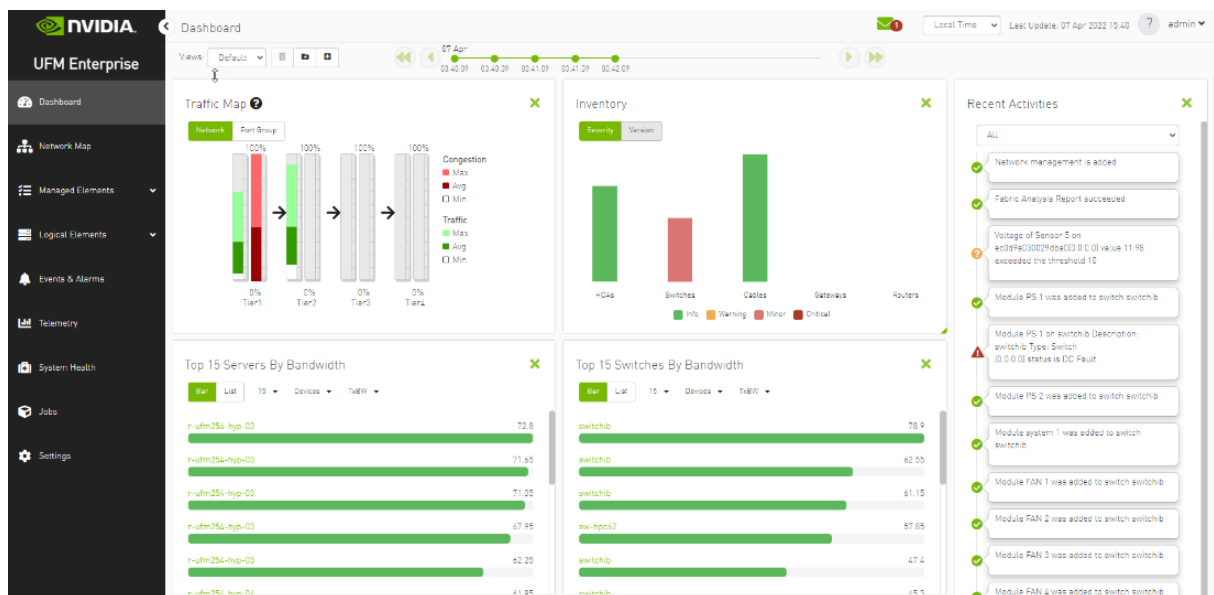 NVIDIA.
UFM Enterprise
Dashboard
Network Map
Managed Elements
Logical Elements
Events & Alarms
Telemetry
System Health
Jobs
Settings
Dashboard
1
Local Time
Last Update: 07 Apr 2022 15:40
?
admin
Views:
Default
07 Apr
03:40:09
03:40:39
03:41:09
03:41:39
03:42:09
Traffic Map
Network
Port Group
100%
100%
100%
100%
0%
0%
0%
0%
Tier1
Tier2
Tier3
Tier4
Congestion
Max
Avg
Min
Traffic
Max
Avg
Min
Inventory
Severity
Version
HCAs
Switches
Cables
Gateways
Routers
Info
Warning
Minor
Critical
Top 15 Servers By Bandwidth
Bar
List
15
Devices
TxBW
r-ufm254-hyp-03 72.8
r-ufm254-hyp-03 71.65
r-ufm254-hyp-03 71.05
r-ufm254-hyp-03 67.95
r-ufm254-hyp-03 62.25
Top 15 Switches By Bandwidth
Bar
List
15
Devices
TxBW
switchib 78.9
switchib 62.55
switchib 61.15
sw-hpc62 57.85
switchib 47.4
switchib 45.3
Recent Activities
All
Network management is added
Fabric Analysis Report succeeded
Voltage of Sensor 5 on
(0.0.0.0) value 11.98
exceeded the threshold 10
Module PS 1 was added to switch switchib
Module PS 1 on switchib Description:
switchib Type: Switch
(0.0.0.0) status is DC Fault
Module PS 2 was added to switch switchib
Module system 1 was added to switch
switchib
Module FAN 1 was added to switch switchib
Module FAN 2 was added to switch switchib
Module FAN 3 was added to switch switchib
Module FAN 4 was added to switch switchib